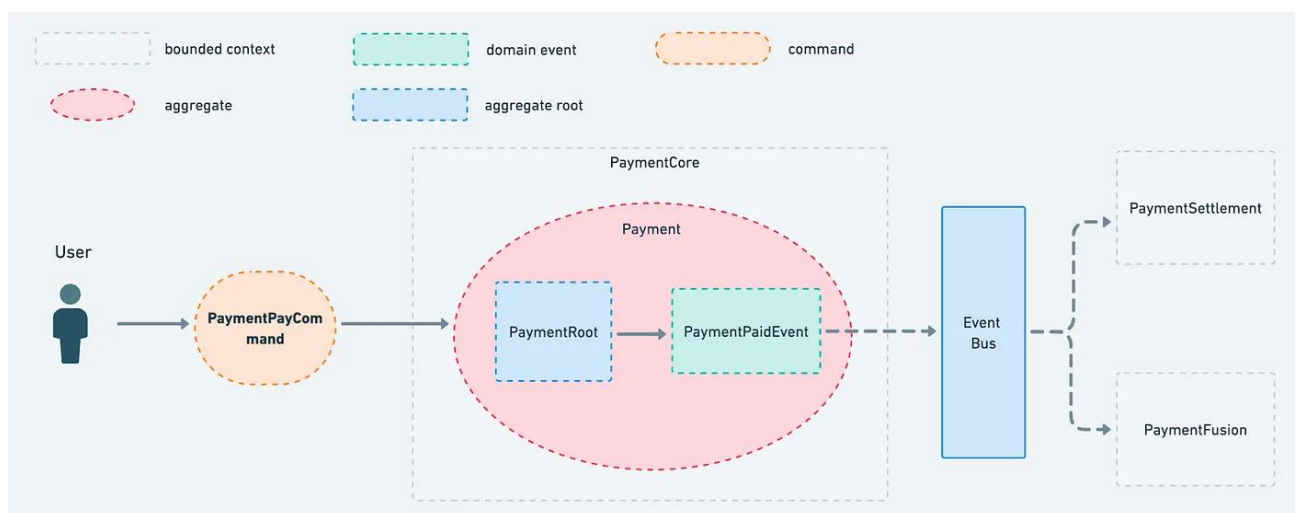 bounded context
domain event
command
aggregate
aggregate root
PaymentCore
Payment
User
PaymentPayCom
mand
PaymentRoot
PaymentPaidEvent
Event
Bus
PaymentSettlement
PaymentFusion